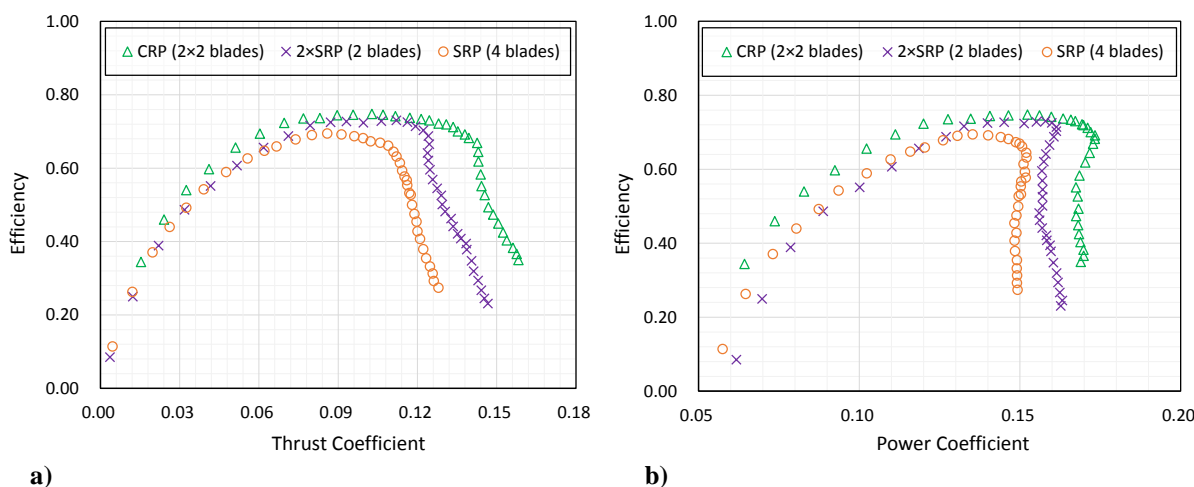 1.00
CRP (2×2 blades) 2×SRP (2 blades) SRP (4 blades)
0.80
0.60
0.40
0.20
0.00
0.00 0.03 0.06 0.09 0.12 0.15 0.18
Efficiency
Thrust Coefficient
a)
1.00
CRP (2×2 blades) 2×SRP (2 blades) SRP (4 blades)
0.80
0.60
0.40
0.20
0.00
0.05 0.10 0.15 0.20
Efficiency
Power Coefficient
b)